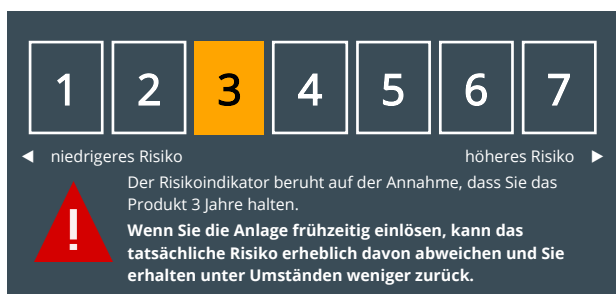 1 2 3 4 5 6 7
niedrigeres Risiko höheres Risiko
Der Risikoindikator beruht auf der Annahme, dass Sie das
Produkt 3 Jahre halten.
Wenn Sie die Anlage frühzeitig einlösen, kann das
tatsächliche Risiko erheblich davon abweichen und Sie
erhalten unter Umständen weniger zurück.